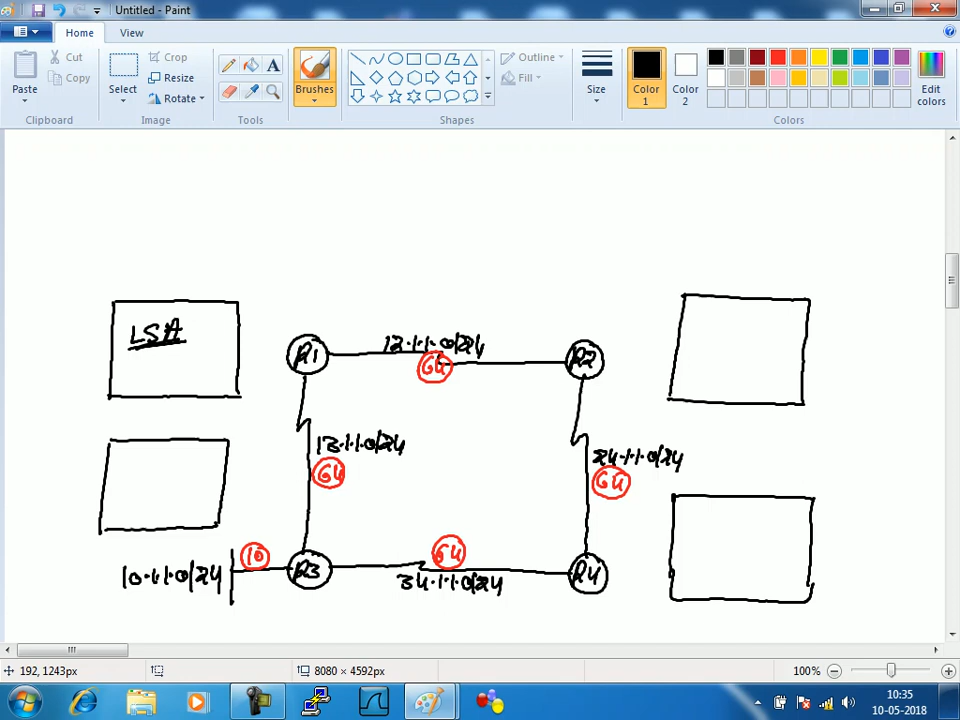 Untitled - Paint
Home
View
Paste
Cut
Copy
Clipboard
Select
Crop
Resize
Rotate
Image
A
Tools
Brushes
Outline
Fill
Shapes
Size
Color 1
Color 2
Edit colors
Colors
LSA
R1
12.1.1.0/24
64
R2
13.1.1.0/24
64
24.1.1.0/24
64
10.1.1.0/24
10
R3
64
34.1.1.0/24
R4
192, 1243px
8080 × 4592px
100%
10:35
10-05-2018